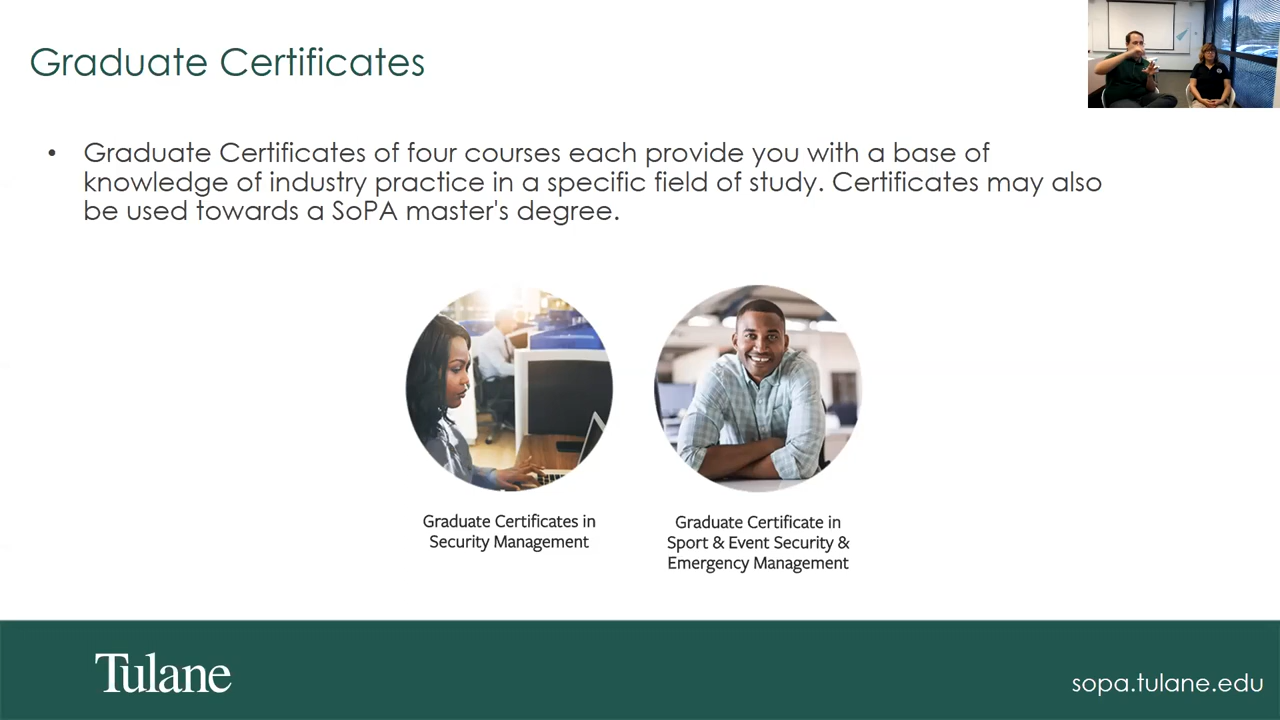 Graduate Certificates
• Graduate Certificates of four courses each provide you with a base of
knowledge of industry practice in a specific field of study. Certificates may also
be used towards a SoPA master's degree.
Graduate Certificates in
Security Management
Graduate Certificate in
Sport & Event Security &
Emergency Management
Tulane
sopa.tulane.edu